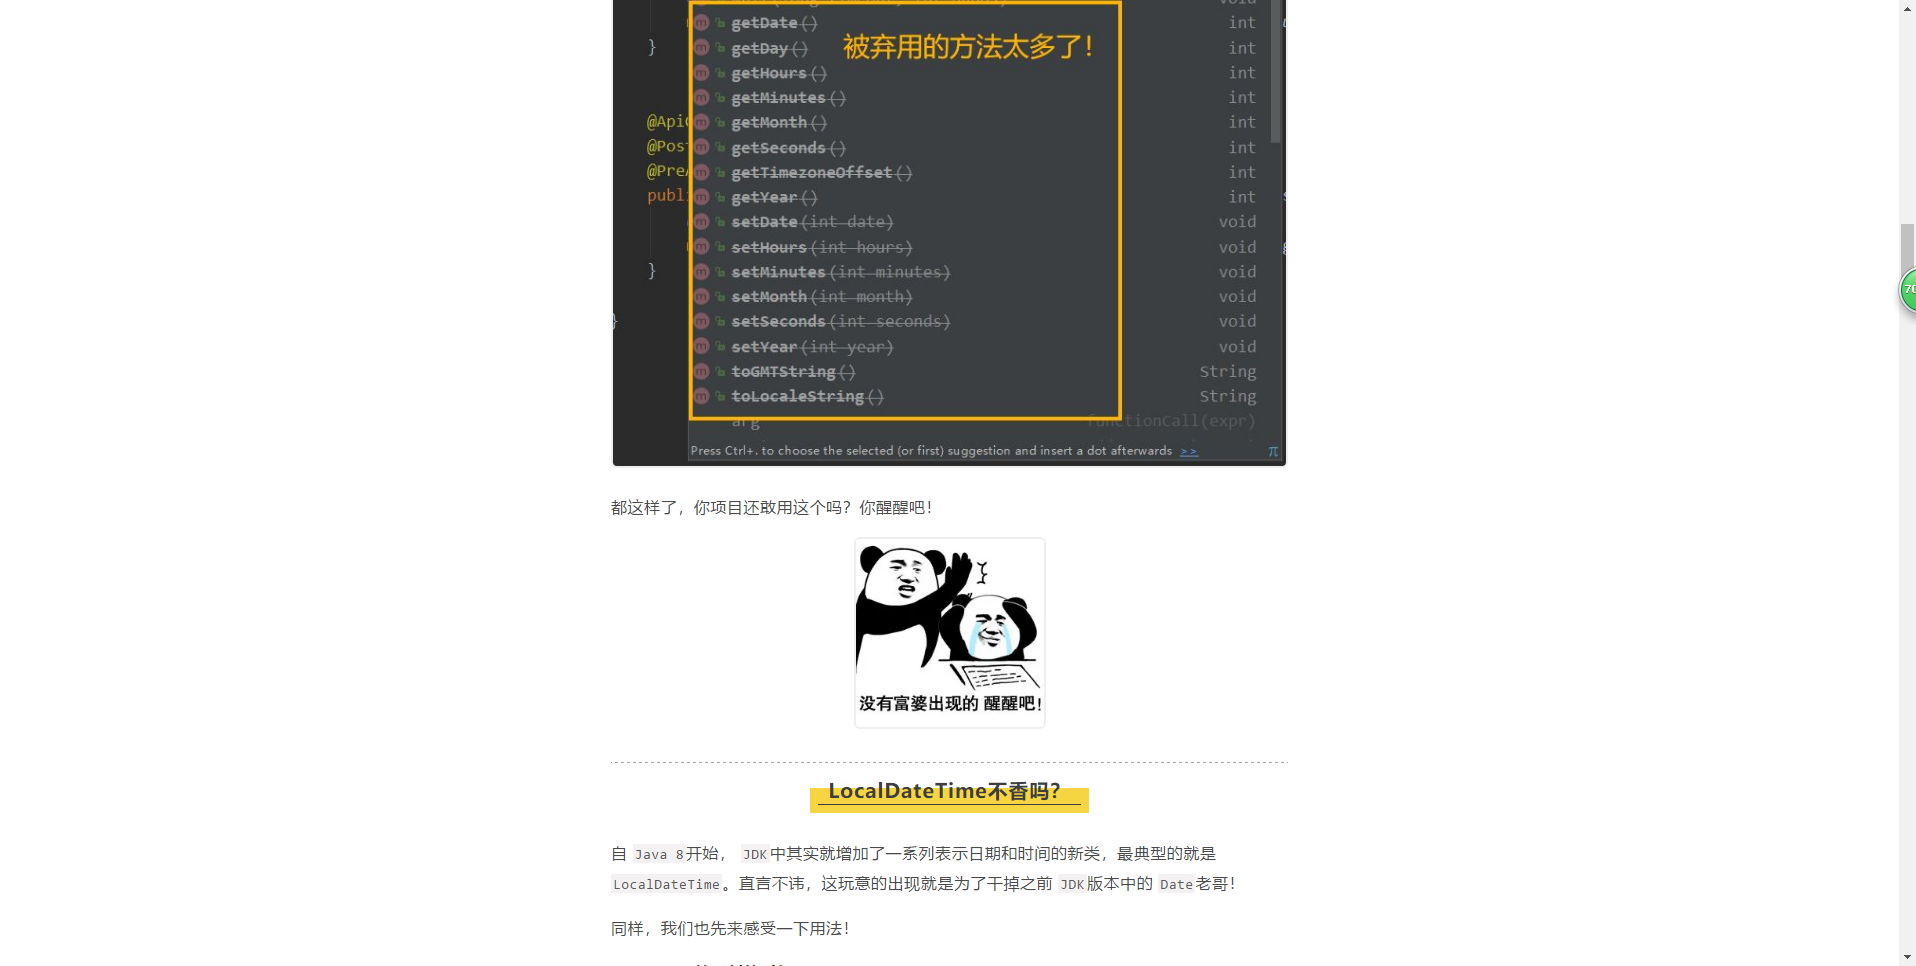 getDate() int
} getDay() int
被弃用的方法太多了！
getHours() int
getMinutes() int
@Api getMonth() int
@Pos getSeconds() int
@Pre getTimezoneOffset() int
publi getYear() int
setDate(int date) void
setHours(int hours) void
} setMinutes(int minutes) void
setMonth(int month) void
} setSeconds(int seconds) void
setYear(int year) void
toGMTString() String
toLocaleString() String
arg functionCall(expr)
Press Ctrl+. to choose the selected (or first) suggestion and insert a dot afterwards >> π
都这样了，你项目还敢用这个吗？你醒醒吧！
没有富婆出现的 醒醒吧！
LocalDateTime不香吗？
自 Java 8开始， JDK中其实就增加了一系列表示日期和时间的新类，最典型的就是
LocalDateTime。直言不讳，这玩意的出现就是为了干掉之前 JDK版本中的 Date老哥！
同样，我们也先来感受一下用法！
70